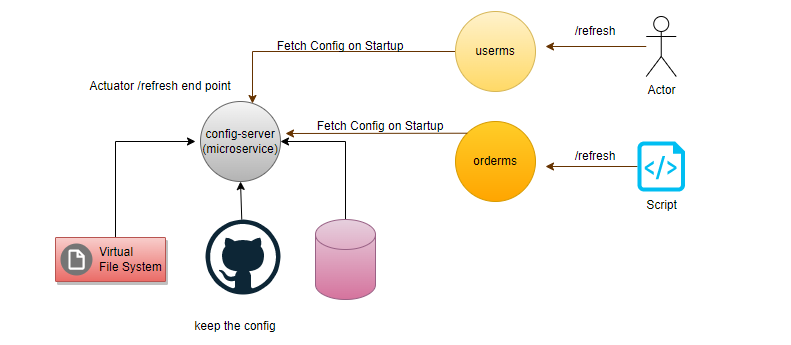 /refresh
Fetch Config on Startup
userms
Actor
Actuator /refresh end point
config-server
(microservice)
Fetch Config on Startup
orderms
/refresh
</>
Script
Virtual
File System
keep the config